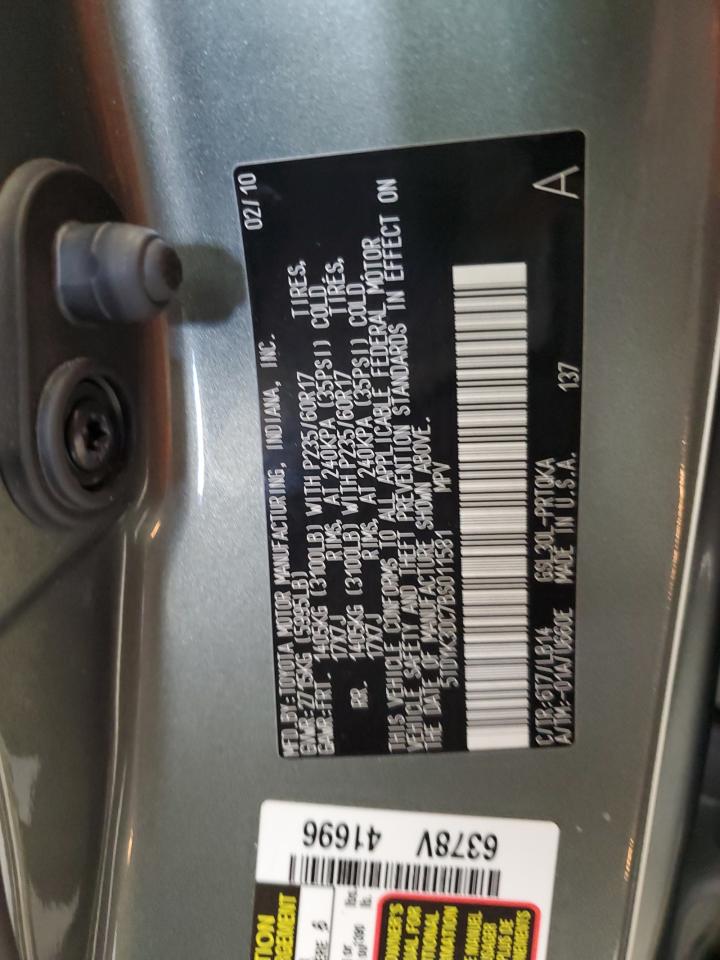 MFD.BY:TOYOTA MOTOR MANUFACTURING, INDIANA, INC. 02/10
GVWR:2715KG (5995LB)
GAWR:FRT. 1405KG (3100LB) WITH P235/60R17 TIRES,
17X7J RIMS, AT 240KPA (35PSI) COLD
RR. 1405KG (3100LB) WITH P235/60R17 TIRES,
17X7J RIMS, AT 240KPA (35PSI) COLD.
THIS VEHICLE CONFORMS TO ALL APPLICABLE FEDERAL MOTOR
VEHICLE SAFETY AND THEFT PREVENTION STANDARDS IN EFFECT ON
THE DATE OF MANUFACTURE SHOWN ABOVE.
MPV
C/TR:6T7/LB14 GSL30L-PRTQKA
A/TM:-01A/U660E MADE IN U.S.A. 137
A
6378V 41696